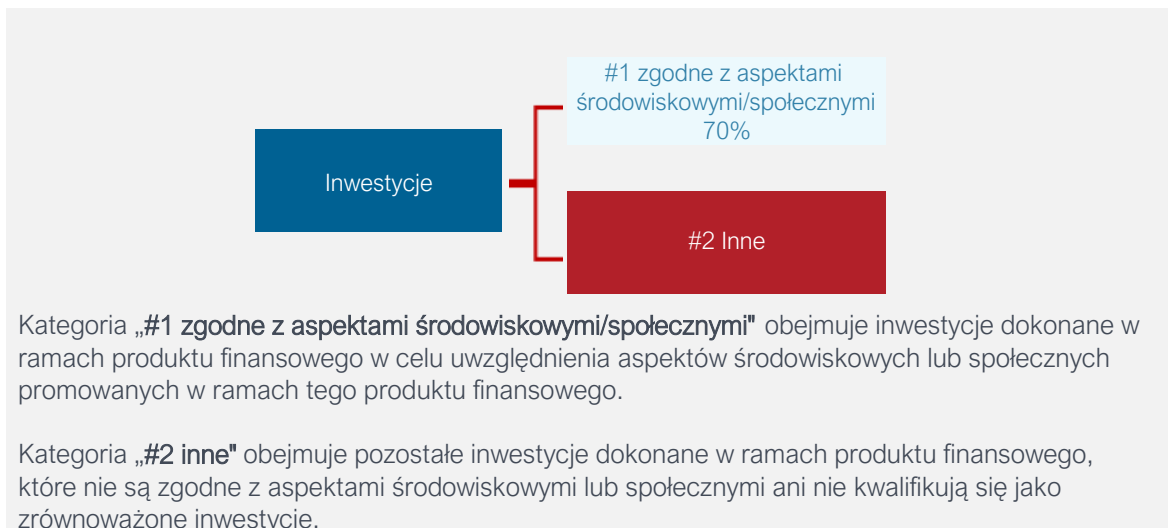 #1 zgodne z aspektami
środowiskowymi/społecznymi
70%
Inwestycje
#2 Inne
Kategoria „#1 zgodne z aspektami środowiskowymi/społecznymi" obejmuje inwestycje dokonane w
ramach produktu finansowego w celu uwzględnienia aspektów środowiskowych lub społecznych
promowanych w ramach tego produktu finansowego.
Kategoria „#2 inne" obejmuje pozostałe inwestycje dokonane w ramach produktu finansowego,
które nie są zgodne z aspektami środowiskowymi lub społecznymi ani nie kwalifikują się jako
zrównoważone inwestycje.